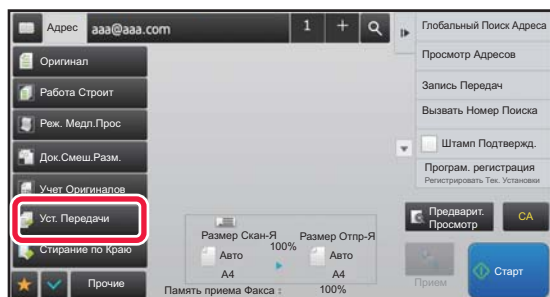 Адрес aaa@aaa.com 1 +
Глобальный Поиск Адреса
Оригинал
Просмотр Адресов
Работа Строит
Запись Передач
Реж. Медл.Прос
Вызвать Номер Поиска
Док.Смеш.Разм.
Штамп Подтвержд.
Учет Оригиналов
Програм. регистрация
Регистрировать Тек. Установки
Уст. Передачи
Предварит.
Просмотр
CA
Размер Скан-Я
100%
Размер Отпр-Я
Стирание по Краю
Авто
A4
Авто
A4
Прием
Старт
Прочие
Память приема Факса : 100%